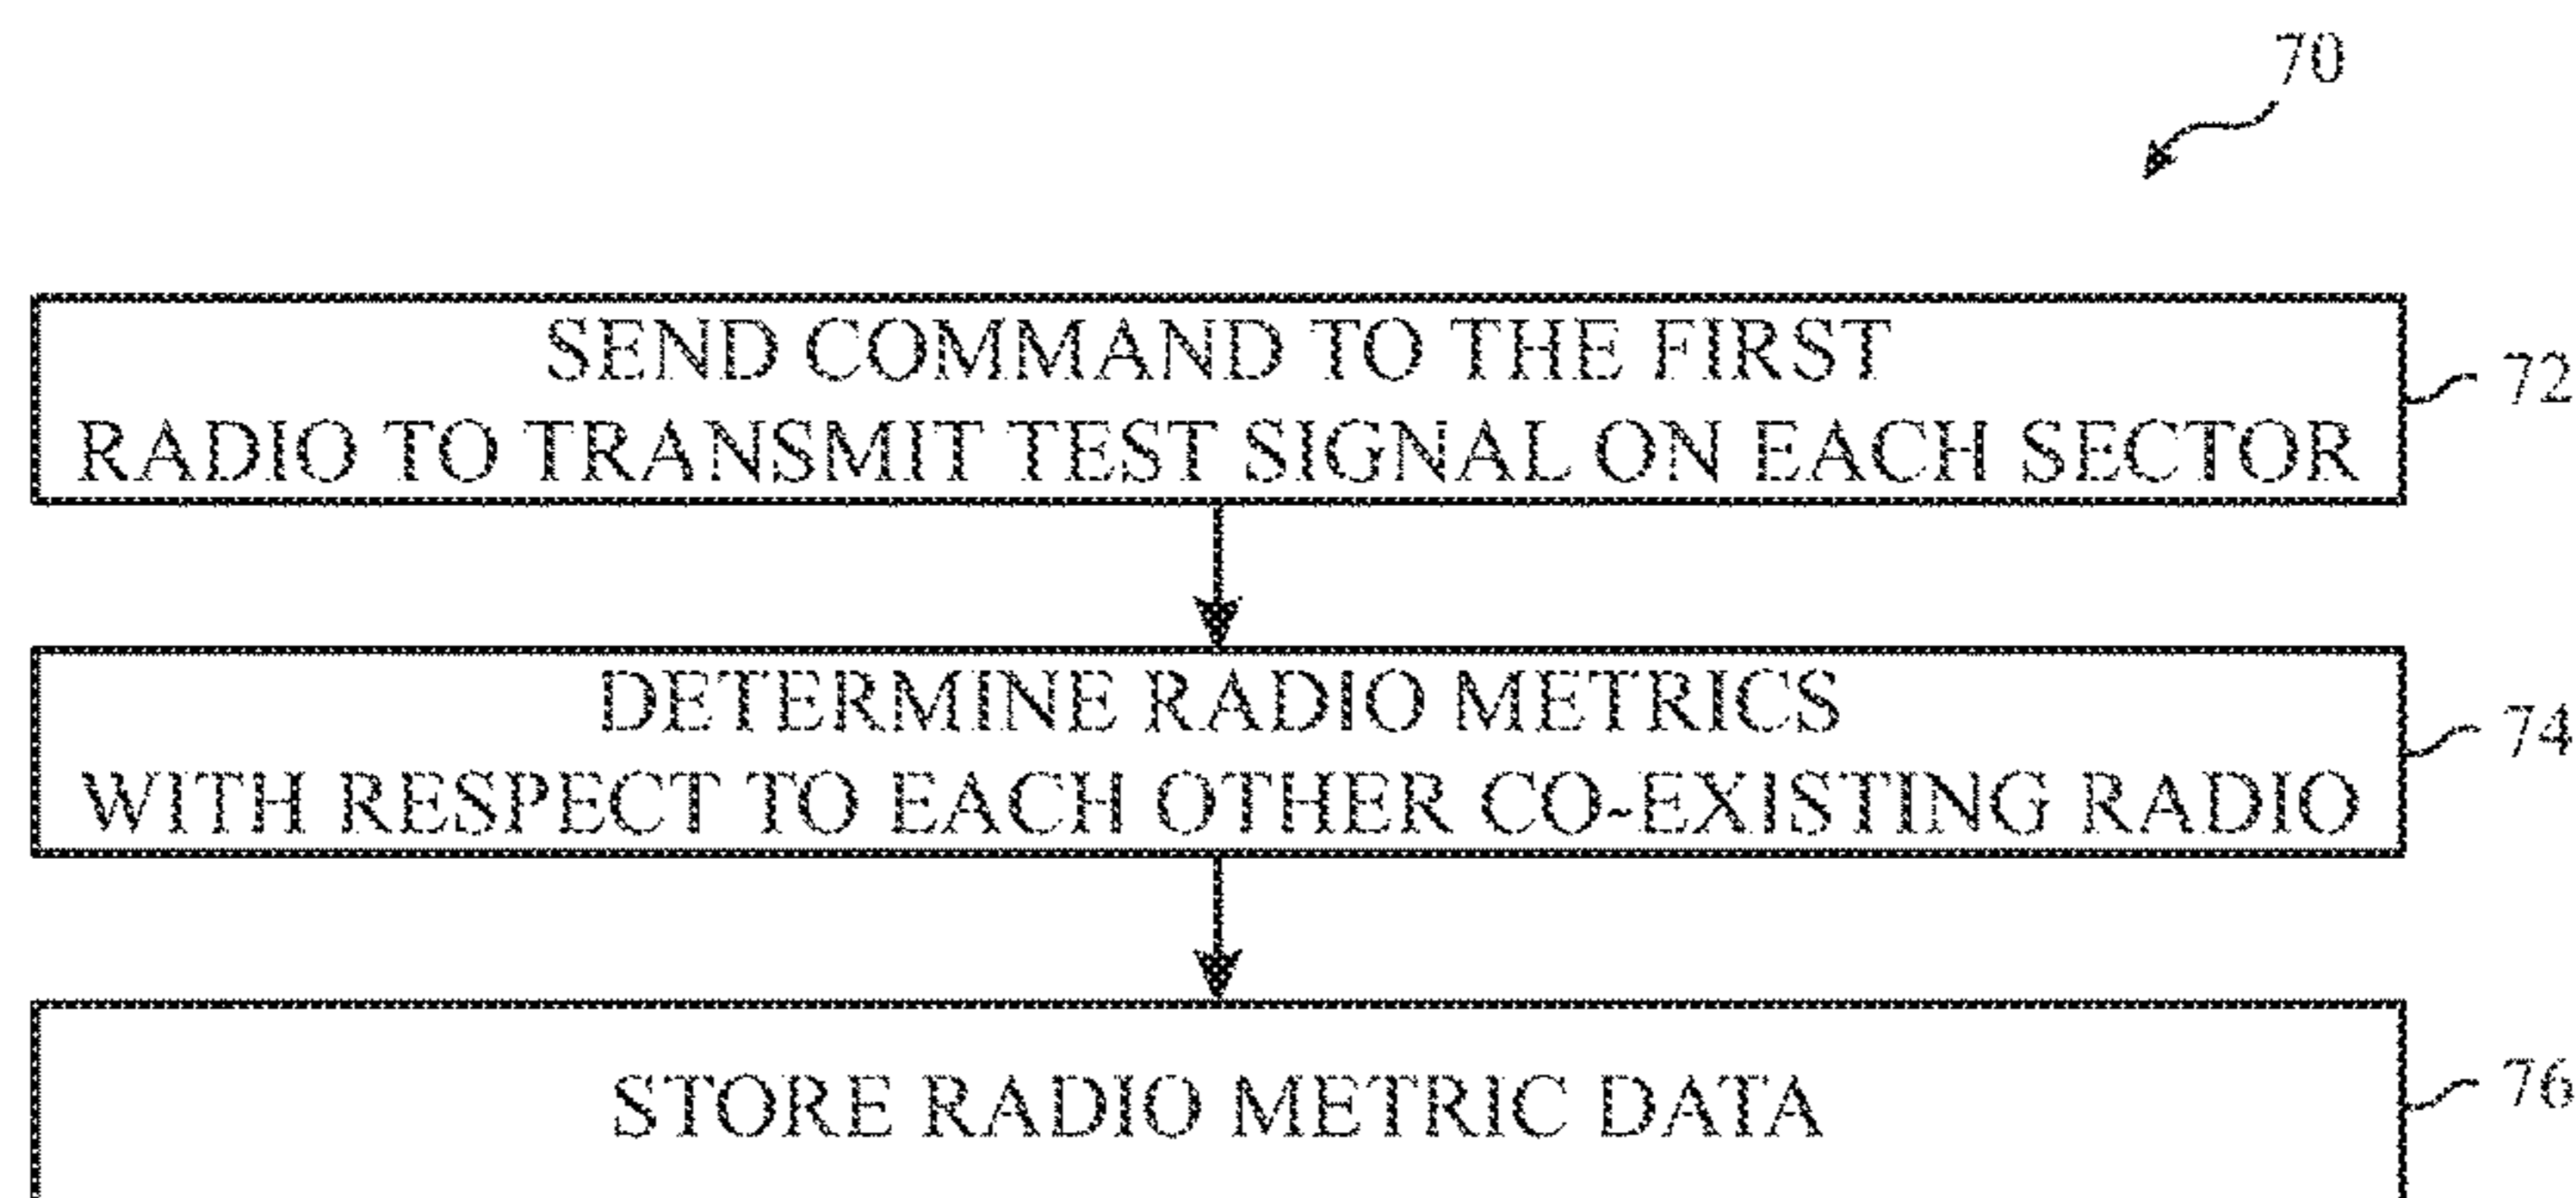 70
SEND COMMAND TO THE FIRST
RADIO TO TRANSMIT TEST SIGNAL ON EACH SECTOR
72
DETERMINE RADIO METRICS
WITH RESPECT TO EACH OTHER CO-EXISTING RADIO
74
STORE RADIO METRIC DATA
76